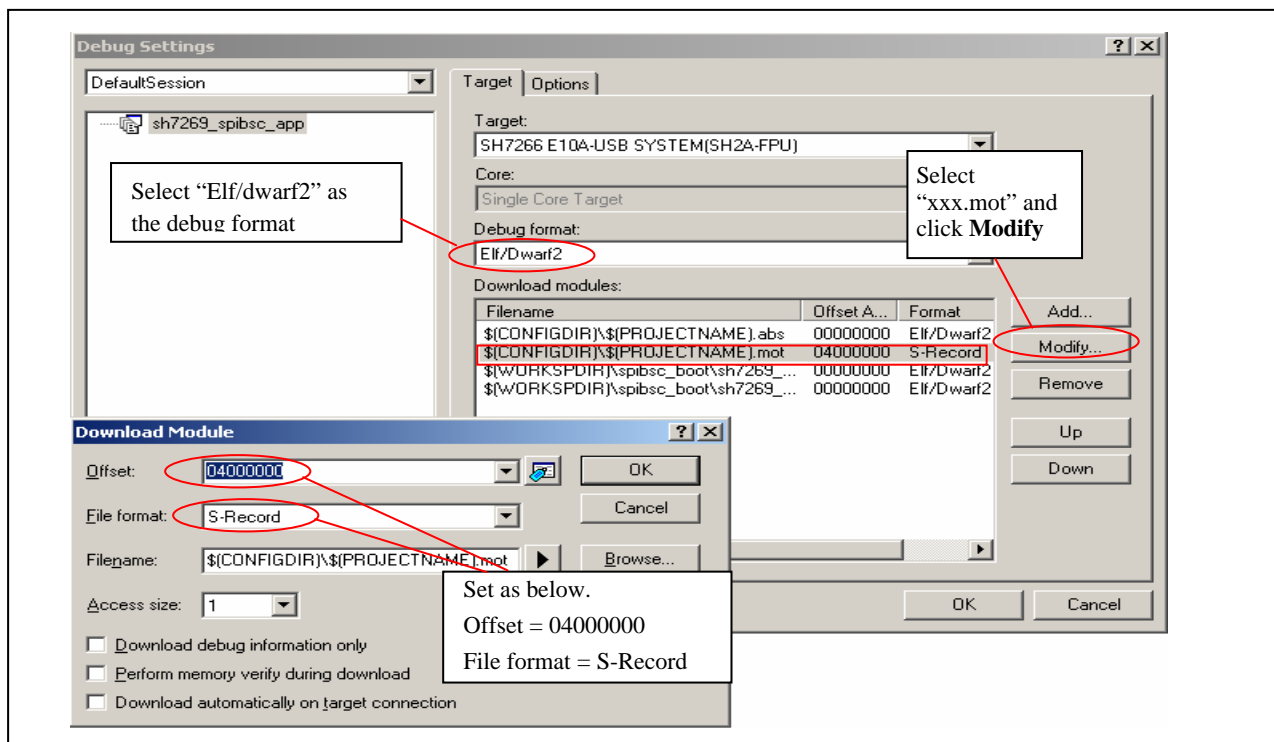 Debug Settings
DefaultSession
sh7269_spibsc_app
Select “Elf/dwarf2” as
the debug format
Target
Options
Target:
SH7266 E10A-USB SYSTEM(SH2A-FPU)
Core:
Single Core Target
Debug format:
Elf/Dwarf2
Select
“xxx.mot” and
click Modify
Download modules:
Filename Offset A... Format
$(CONFIGDIR)\$(PROJECTNAME).abs 00000000 Elf/Dwarf2
$(CONFIGDIR)\$(PROJECTNAME).mot 04000000 S-Record
$(WORKSPDIR)\spibsc_boot\sh7269_... 00000000 Elf/Dwarf2
$(WORKSPDIR)\spibsc_boot\sh7269_... 00000000 Elf/Dwarf2
Add...
Modify...
Remove
Up
Down
OK
Cancel
Download Module
Offset: 04000000
OK
File format: S-Record
Cancel
Filename: $(CONFIGDIR)\$(PROJECTNAME).mot
Browse...
Access size: 1
Download debug information only
Perform memory verify during download
Download automatically on target connection
Set as below.
Offset = 04000000
File format = S-Record